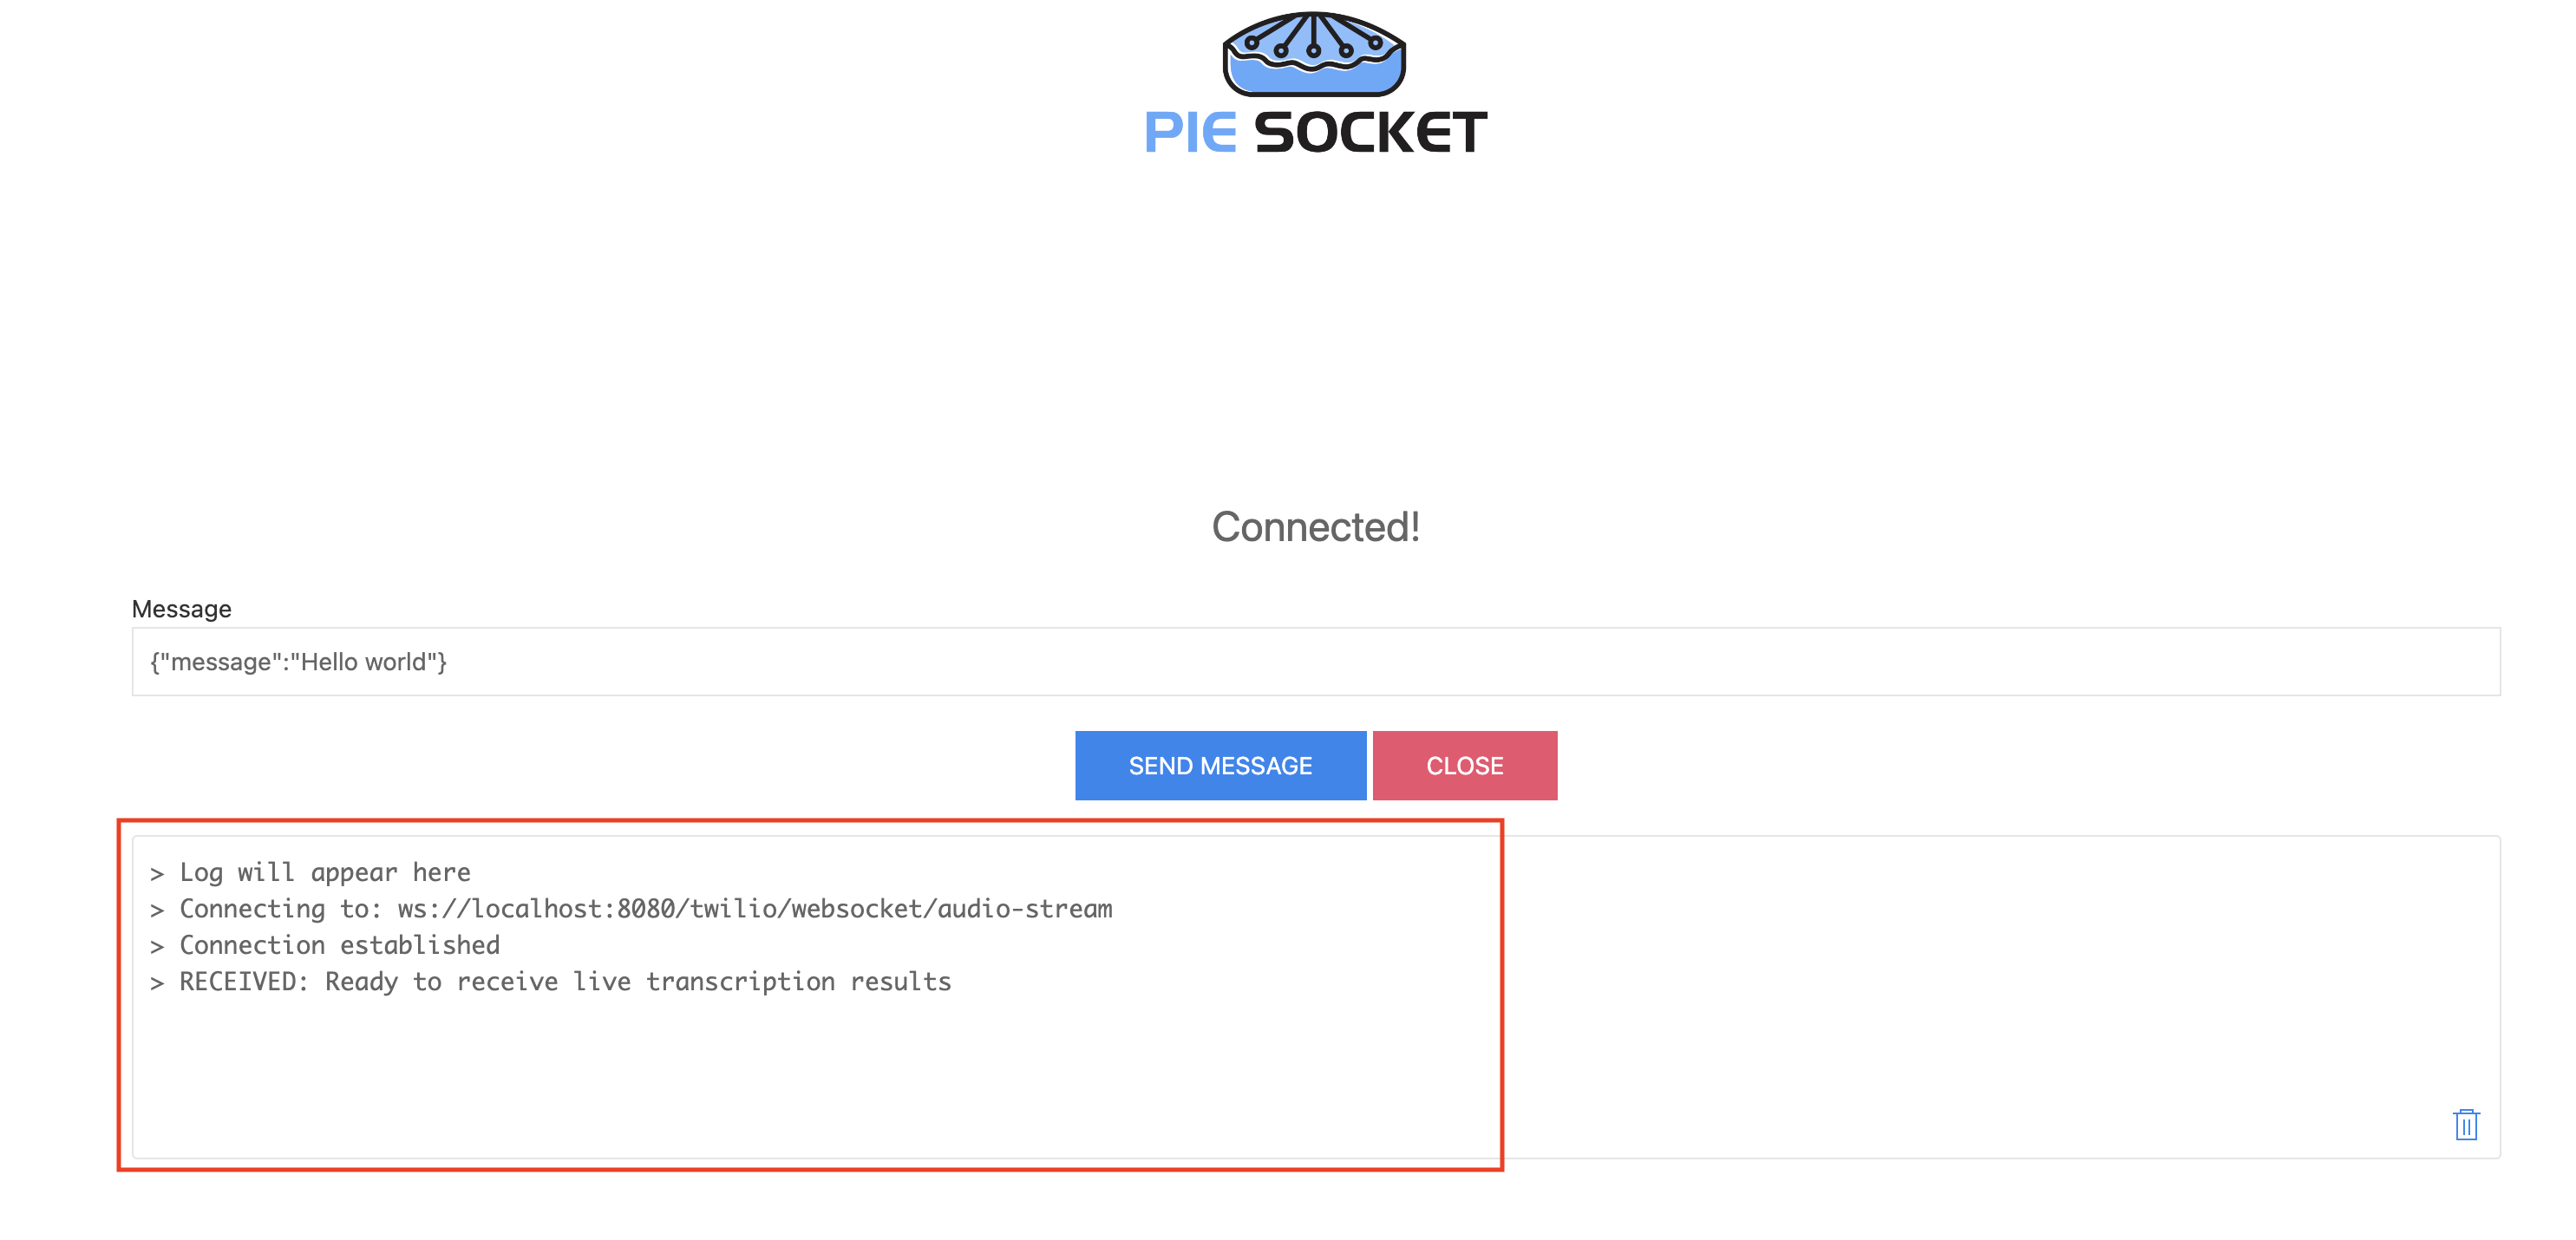 PIE SOCKET
Connected!
Message
{"message":"Hello world"}
SEND MESSAGE CLOSE
> Log will appear here
> Connecting to: ws://localhost:8080/twilio/websocket/audio-stream
> Connection established
> RECEIVED: Ready to receive live transcription results